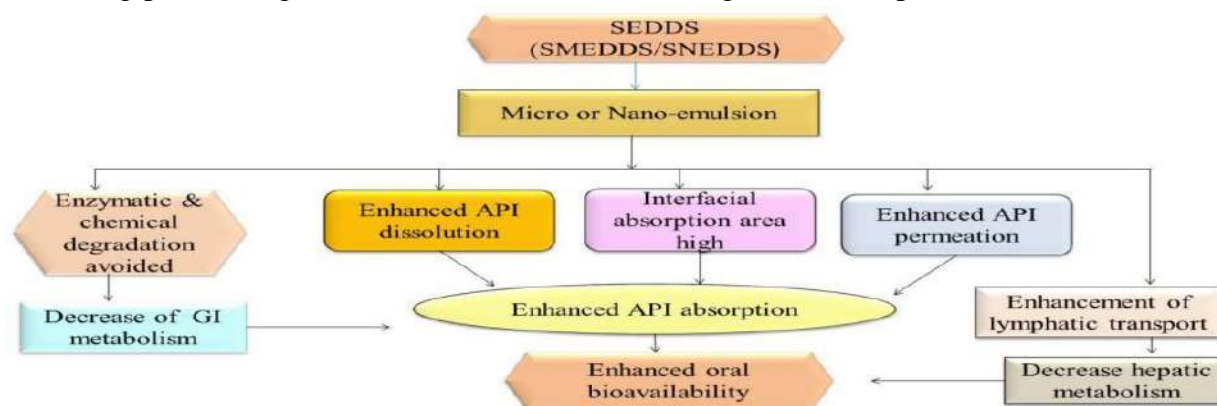 SEDDS
(SMEDDS/SNEDDS)
Micro or Nano-emulsion
Enzymatic &
chemical
degradation
avoided
Enhanced API
dissolution
Interfacial
absorption area
high
Enhanced API
permeation
Decrease of GI
metabolism
Enhanced API absorption
Enhancement of
lymphatic transport
Enhanced oral
bioavailability
Decrease hepatic
metabolism